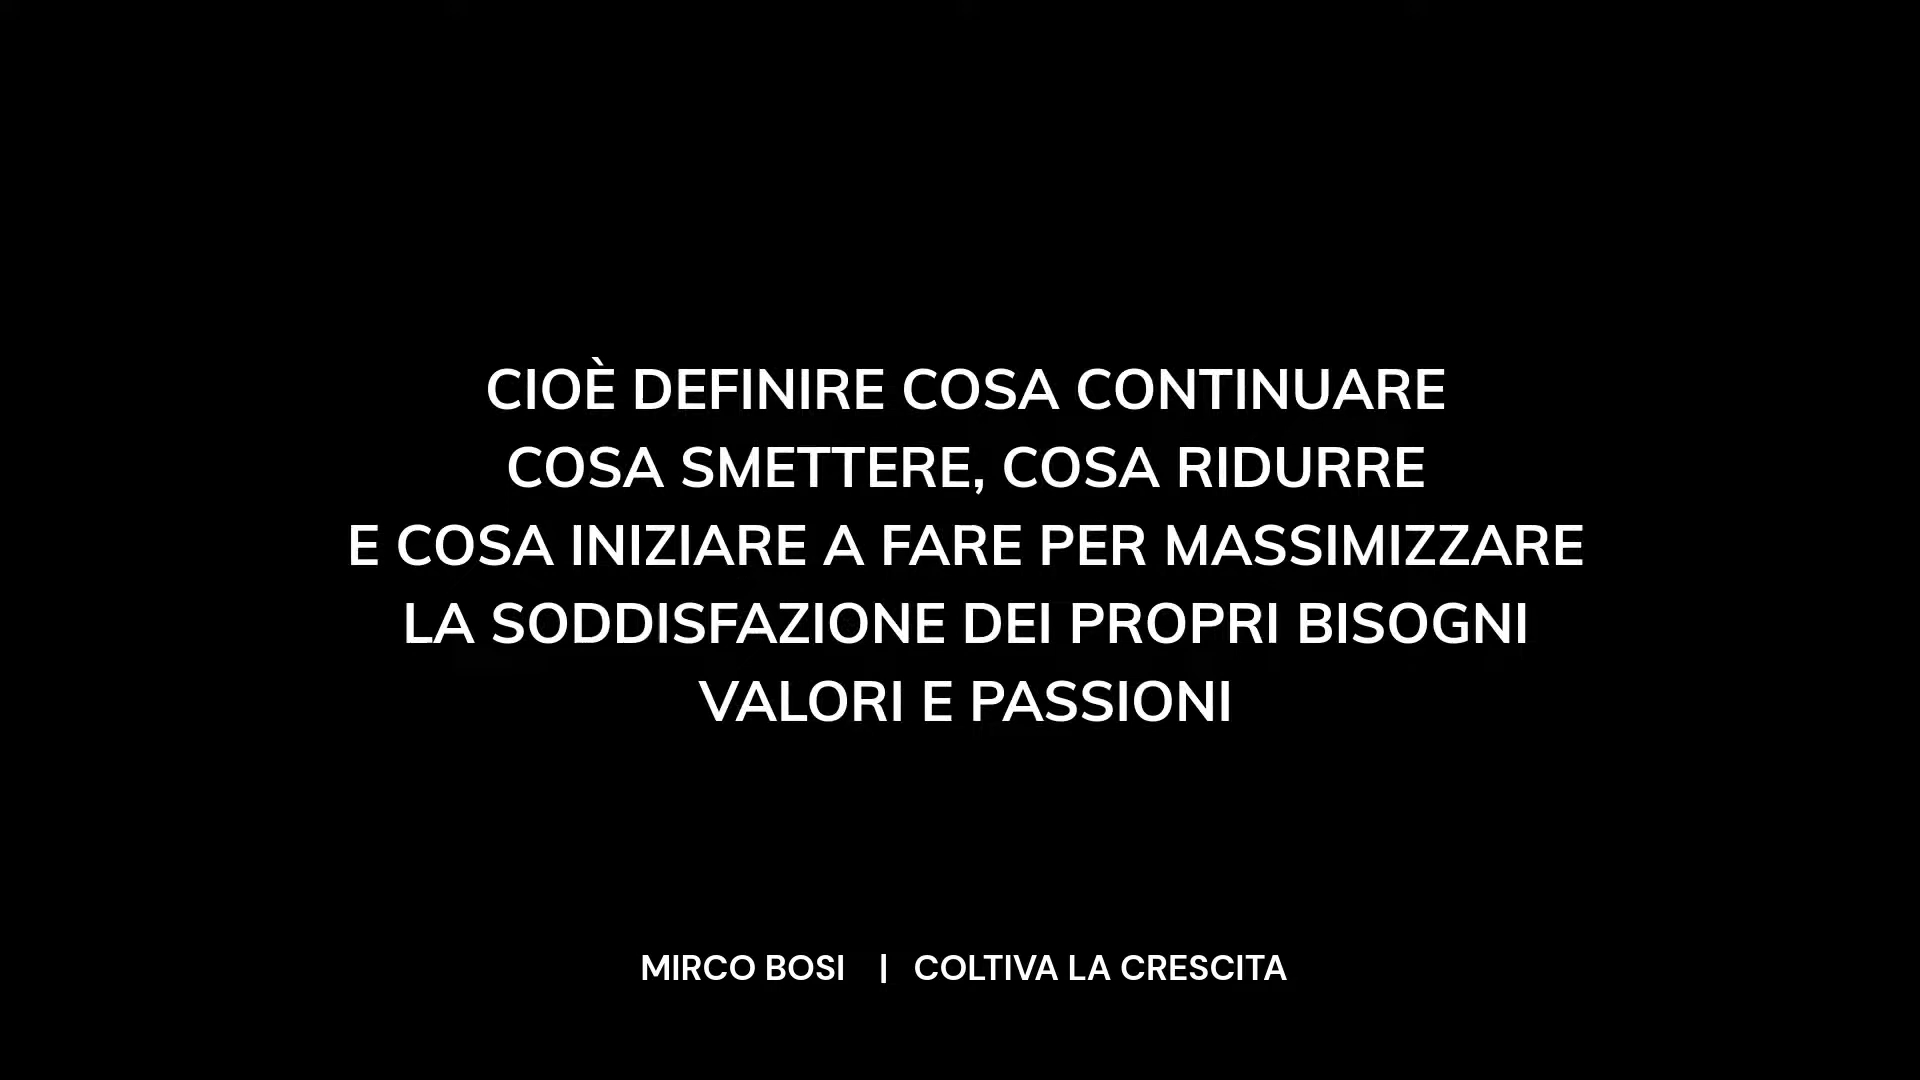 CIOÈ DEFINIRE COSA CONTINUARE
COSA SMETTERE, COSA RIDURRE
E COSA INIZIARE A FARE PER MASSIMIZZARE
LA SODDISFAZIONE DEI PROPRI BISOGNI
VALORI E PASSIONI
MIRCO BOSI | COLTIVA LA CRESCITA